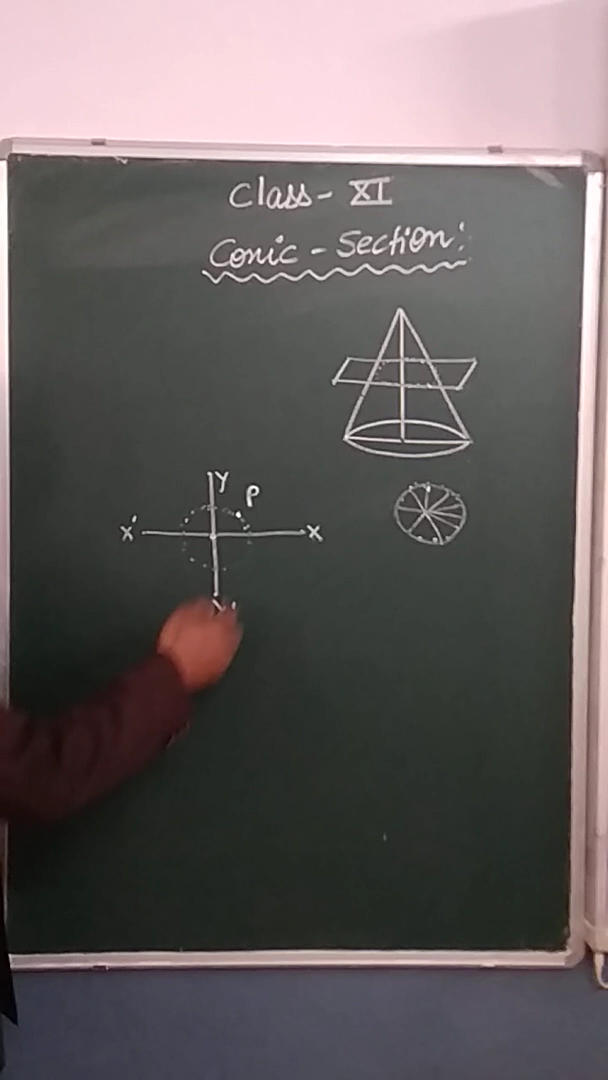 Class - XI
Conic - Section:
Y
P
X' X
Y'